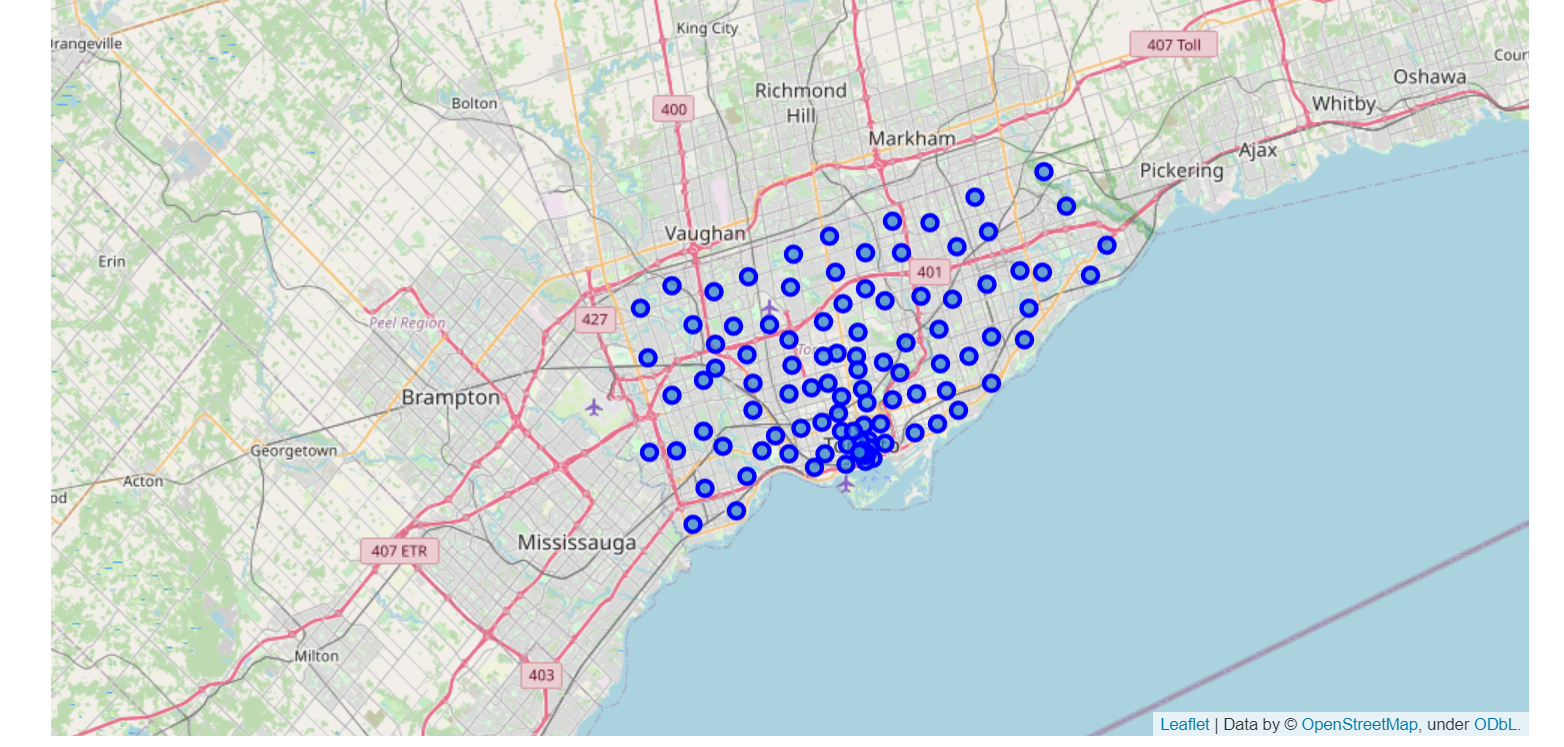 King City
Orangeville
407 Toll
Cour
Oshawa
Richmond
Hill
Bolton
400
Whitby
Markham
Ajax
Pickering
Vaughan
Erin
401
427
Peel Region
Brampton
Georgetown
Acton
Mississauga
407 ETR
Milton
403
Leaflet | Data by © OpenStreetMap, under ODbL.